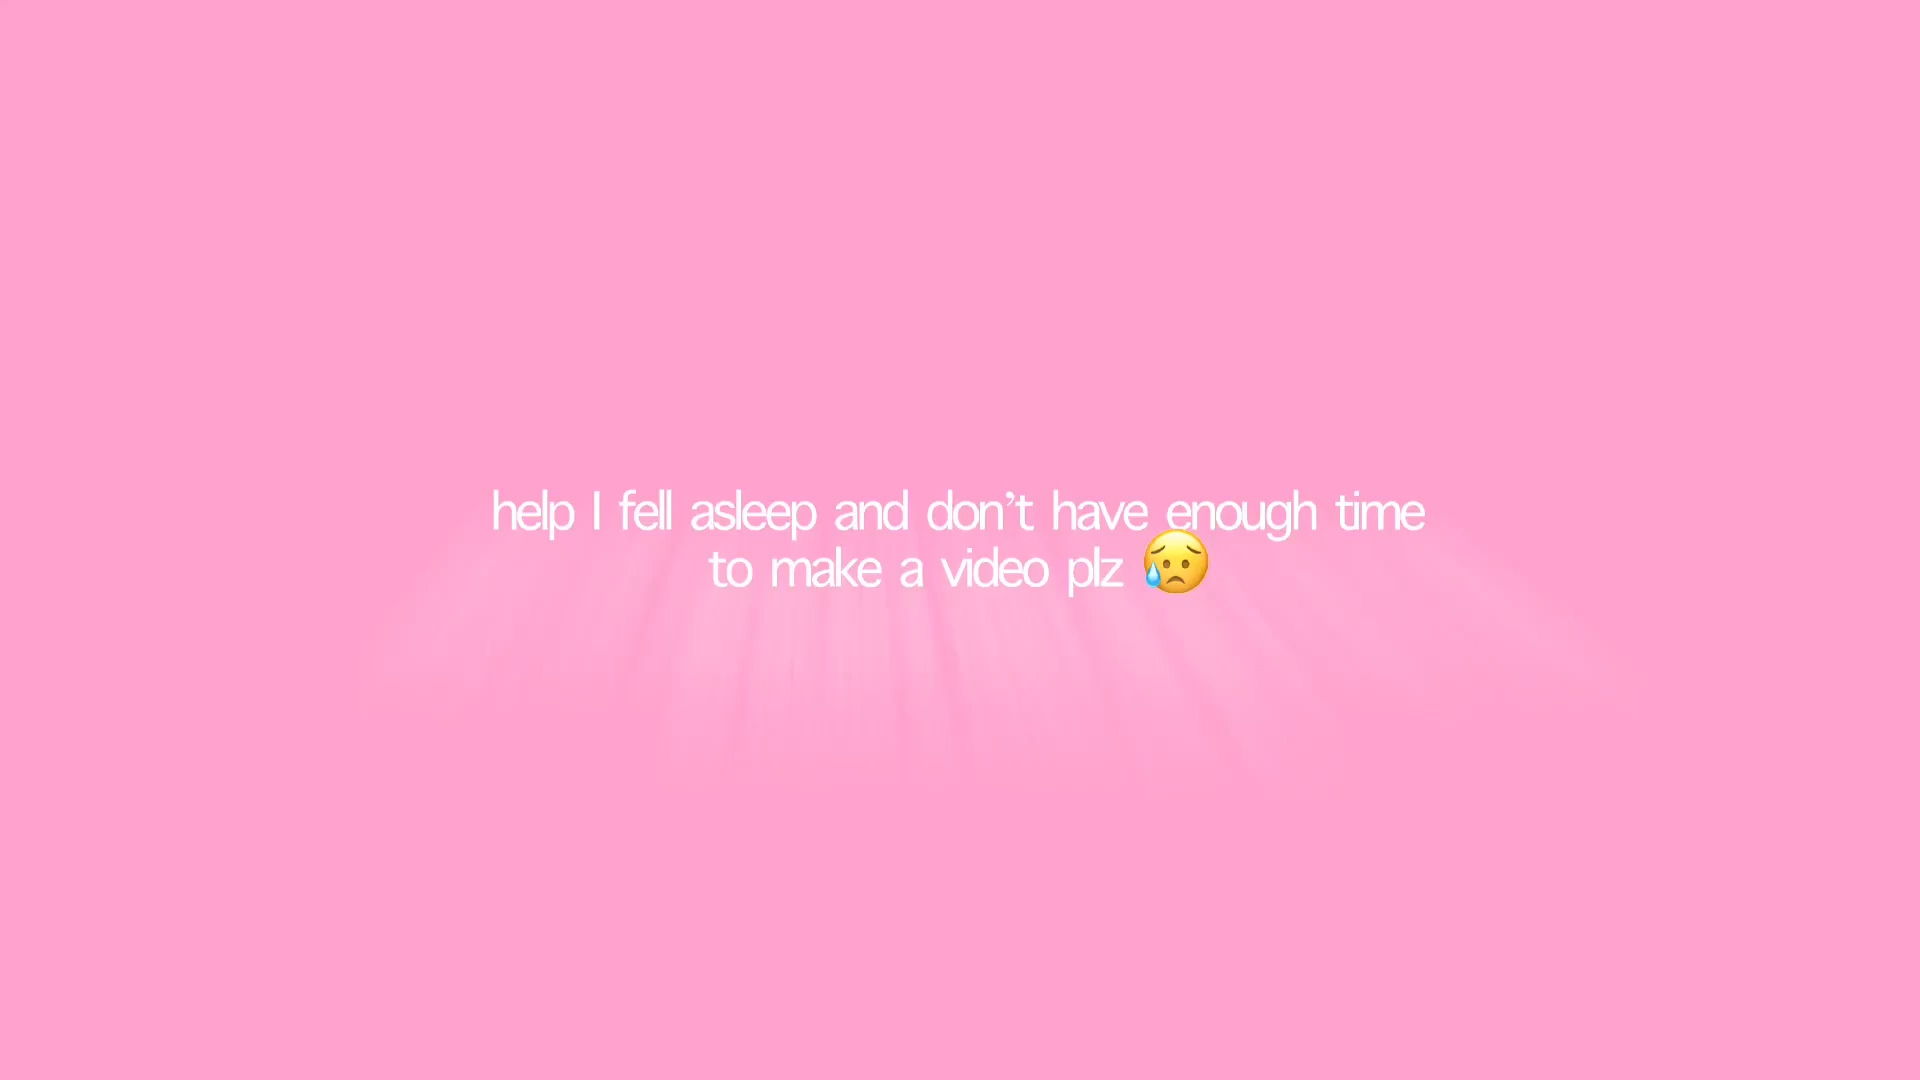 help I fell asleep and don’t have enough time
to make a video plz 😥